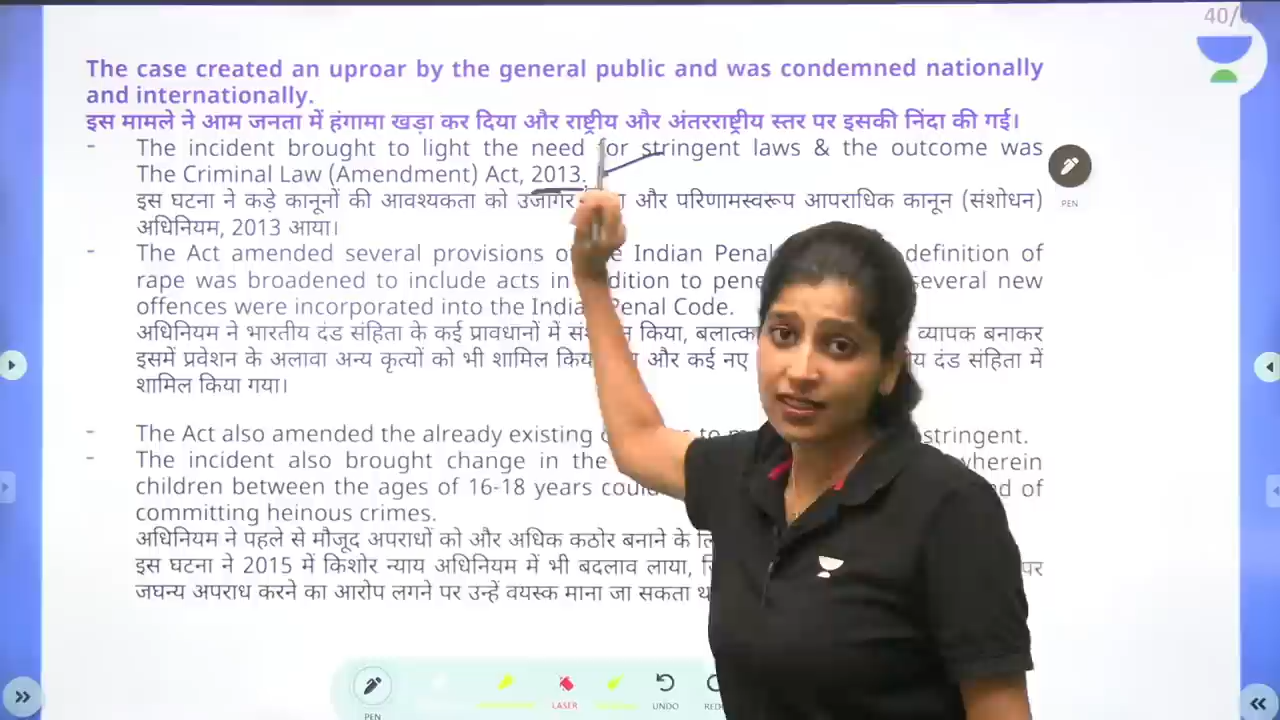 40/
The case created an uproar by the general public and was condemned nationally
and internationally.
इस मामले ने आम जनता में हंगामा खड़ा कर दिया और राष्ट्रीय और अंतरराष्ट्रीय स्तर पर इसकी निंदा की गई।
- The incident brought to light the need for stringent laws & the outcome was
The Criminal Law (Amendment) Act, 2013.
इस घटना ने कड़े कानूनों की आवश्यकता को उजागर और परिणामस्वरूप आपराधिक कानून (संशोधन)
अधिनियम, 2013 आया।
- The Act amended several provisions Indian Penal definition of
rape was broadened to include acts in several new
offences were incorporated into the Indian Penal Code.
अधिनियम ने भारतीय दंड संहिता के कई प्रावधानों में किया, व्यापक बनाकर
इसमें प्रवेशन के अलावा अन्य कृत्यों को भी शामिल और कई नए दंड संहिता में
शामिल किया गया।
- The Act also amended the already existing to stringent.
- The incident also brought change in the wherein
children between the ages of 16-18 years of
committing heinous crimes.
अधिनियम ने पहले से मौजूद अपराधों को और अधिक कठोर बनाने के
इस घटना ने 2015 में किशोर न्याय अधिनियम में भी बदलाव लाया, पर
जघन्य अपराध करने का आरोप लगने पर उन्हें वयस्क माना जा सकता
PEN
PEN
LASER
UNDO